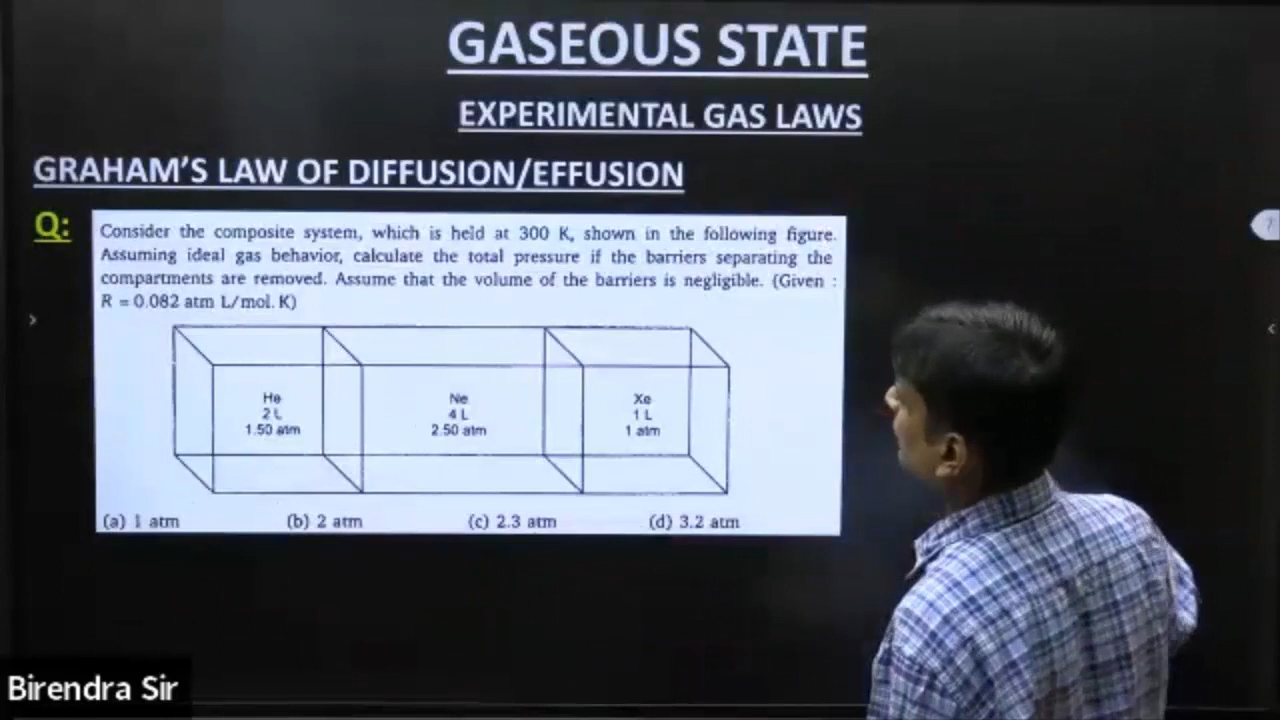 GASEOUS STATE
EXPERIMENTAL GAS LAWS
GRAHAM'S LAW OF DIFFUSION/EFFUSION
Q:
Consider the composite system, which is held at 300 K, shown in the following figure.
Assuming ideal gas behavior, calculate the total pressure if the barriers separating the
compartments are removed. Assume that the volume of the barriers is negligible. (Given :
R = 0.082 atm L/mol. K)
He
2 L
1.50 atm
Ne
4 L
2.50 atm
Xe
1 L
1 atm
(a) 1 atm (b) 2 atm (c) 2.3 atm (d) 3.2 atm
Birendra Sir